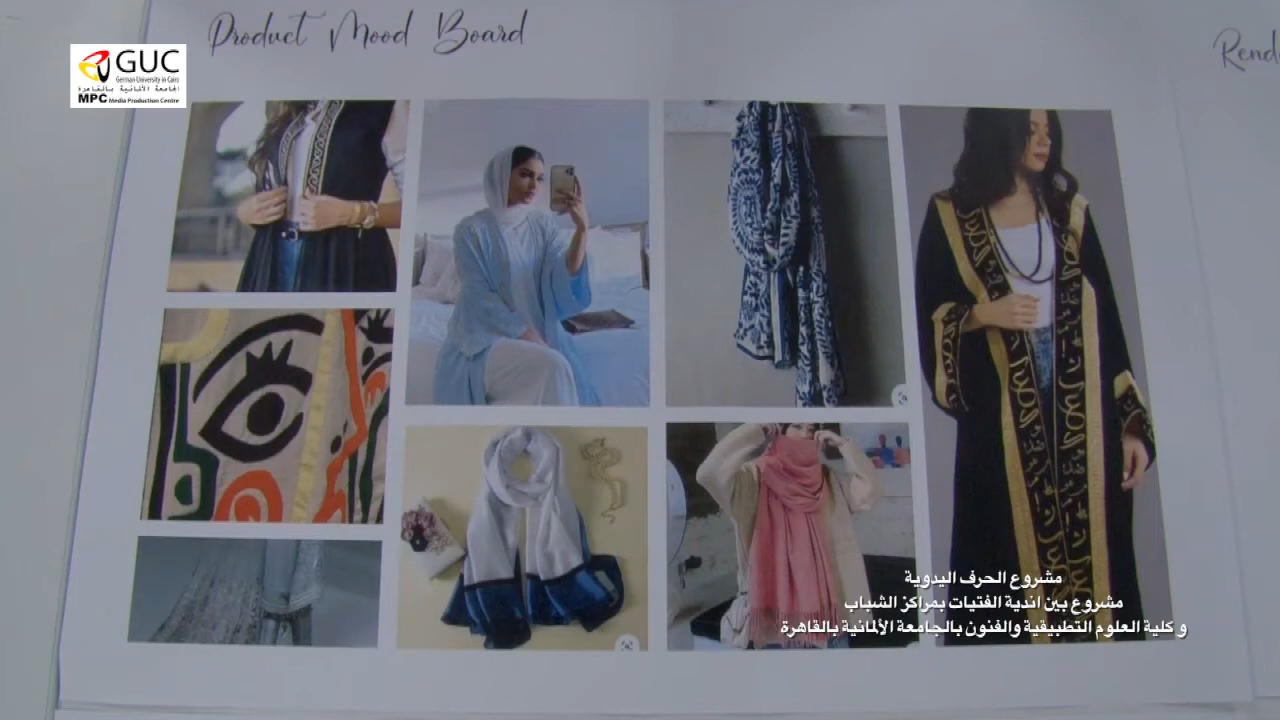 Product Mood Board
Rend
GUC
German University in Cairo
الجامعة الألمانية بالقاهرة
MPC Media Production Centre
مشروع الحرف اليدوية
مشروع بين اندية الفتيات بمراكز الشباب
و كلية العلوم التطبيقية والفنون بالجامعة الألمانية بالقاهرة